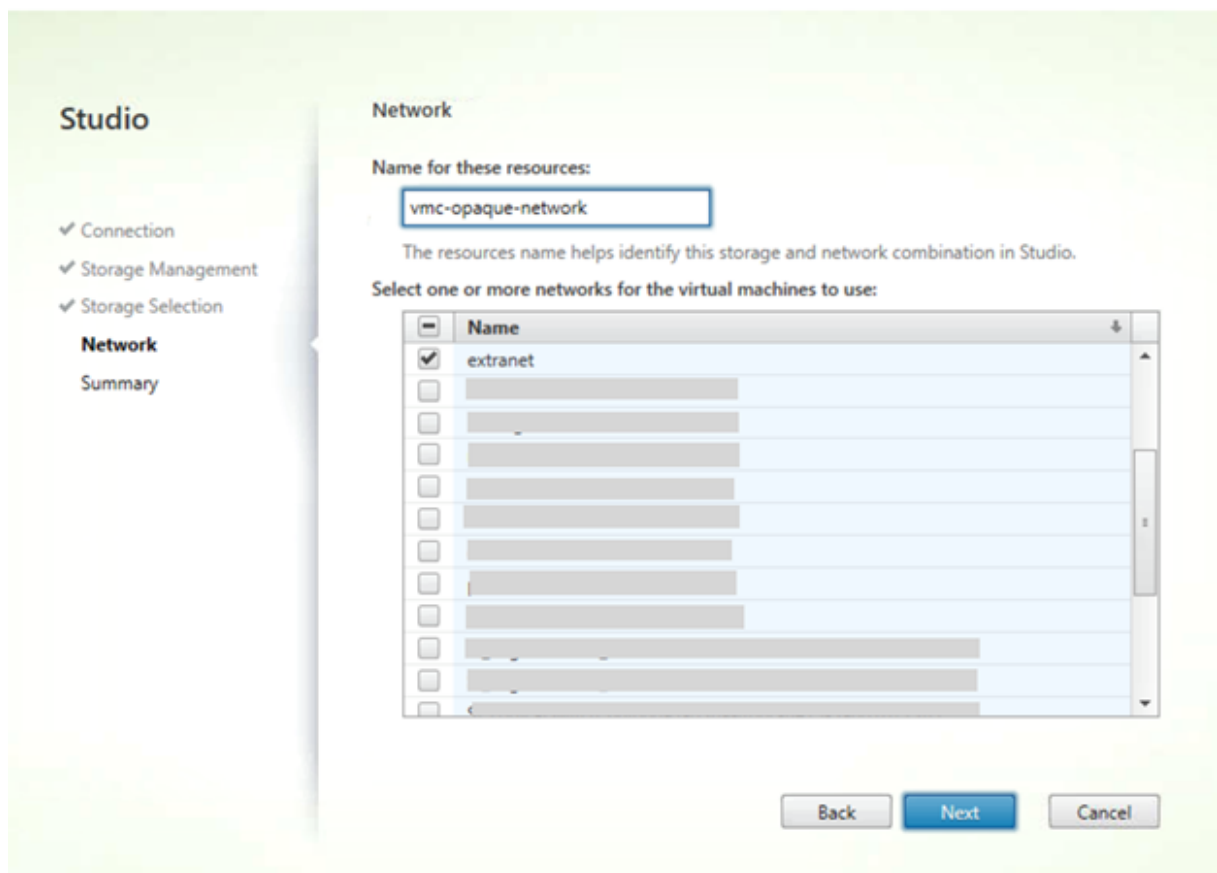 Studio
Connection
Storage Management
Storage Selection
Network
Summary
Network
Name for these resources:
vmc-opaque-network
The resources name helps identify this storage and network combination in Studio.
Select one or more networks for the virtual machines to use:
Name
extranet
Back
Next
Cancel